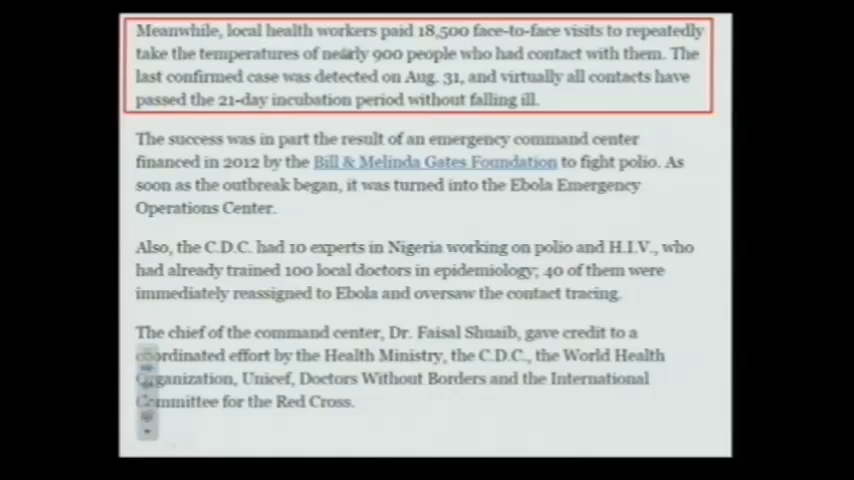 Meanwhile, local health workers paid 18,500 face-to-face visits to repeatedly
take the temperatures of nearly 900 people who had contact with them. The
last confirmed case was detected on Aug. 31, and virtually all contacts have
passed the 21-day incubation period without falling ill.
The success was in part the result of an emergency command center
financed in 2012 by the Bill & Melinda Gates Foundation to fight polio. As
soon as the outbreak began, it was turned into the Ebola Emergency
Operations Center.
Also, the C.D.C. had 10 experts in Nigeria working on polio and H.I.V., who
had already trained 100 local doctors in epidemiology; 40 of them were
immediately reassigned to Ebola and oversaw the contact tracing.
The chief of the command center, Dr. Faisal Shuaib, gave credit to a
coordinated effort by the Health Ministry, the C.D.C., the World Health
Organization, Unicef, Doctors Without Borders and the International
Committee for the Red Cross.